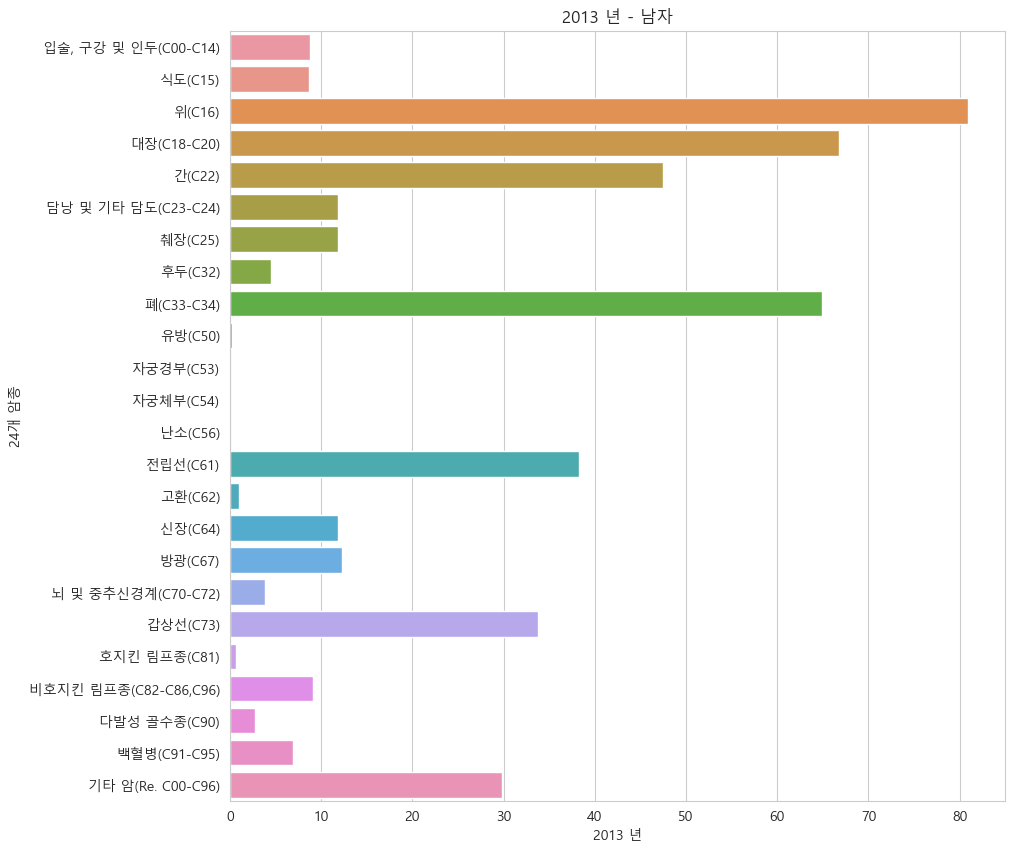 2013 년 - 남자
24개 암종
입술, 구강 및 인두(C00-C14)
식도(C15)
위(C16)
대장(C18-C20)
간(C22)
담낭 및 기타 담도(C23-C24)
췌장(C25)
후두(C32)
폐(C33-C34)
유방(C50)
자궁경부(C53)
자궁체부(C54)
난소(C56)
전립선(C61)
고환(C62)
신장(C64)
방광(C67)
뇌 및 중추신경계(C70-C72)
갑상선(C73)
호지킨 림프종(C81)
비호지킨 림프종(C82-C86,C96)
다발성 골수종(C90)
백혈병(C91-C95)
기타 암(Re. C00-C96)
0 10 20 30 40 50 60 70 80
2013 년